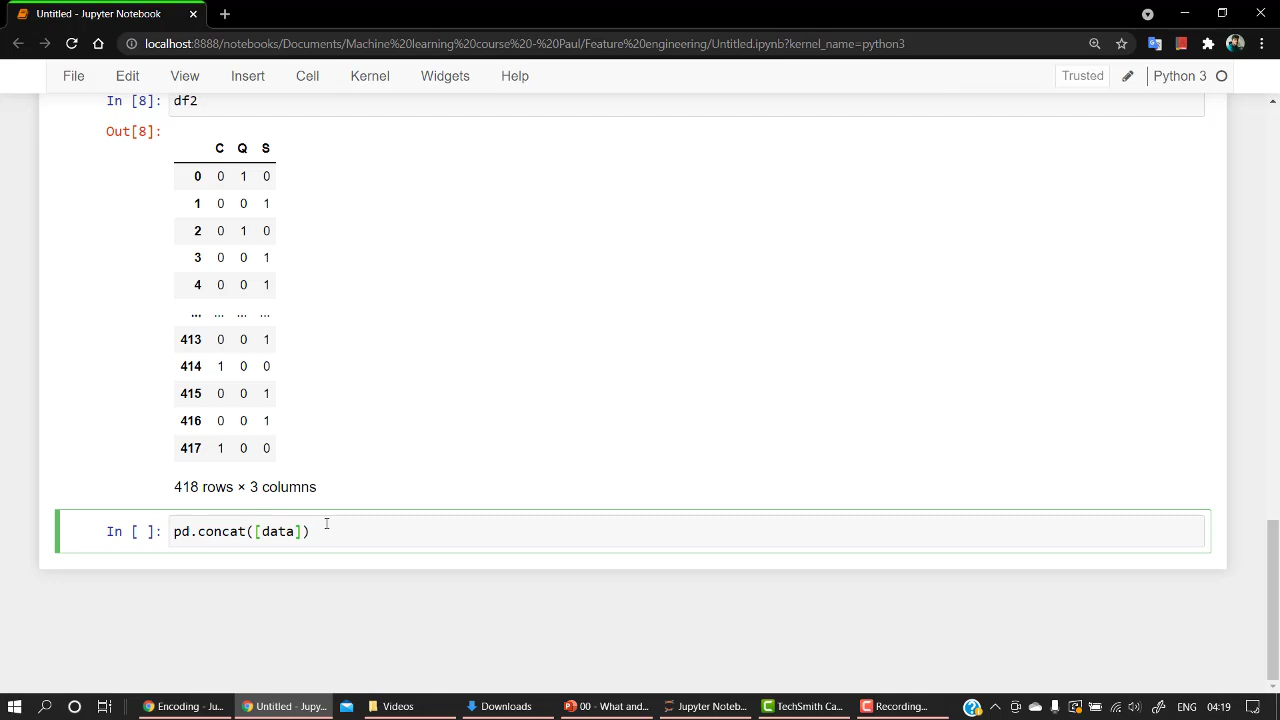 Untitled - Jupyter Notebook
localhost:8888/notebooks/Documents/Machine%20learning%20course%20-%20Paul/Feature%20engineering/Untitled.ipynb?kernel_name=python3
File Edit View Insert Cell Kernel Widgets Help Trusted Python 3
In [8]: df2
Out[8]:
C Q S
0 0 1 0
1 0 0 1
2 0 1 0
3 0 0 1
4 0 0 1
... ... ... ...
413 0 0 1
414 1 0 0
415 0 0 1
416 0 0 1
417 1 0 0
418 rows × 3 columns
In [ ]: pd.concat([data])
Encoding - Ju... Untitled - Jupy... Videos Downloads 00 - What and... Jupyter Noteb... TechSmith Ca... Recording... ENG 04:19